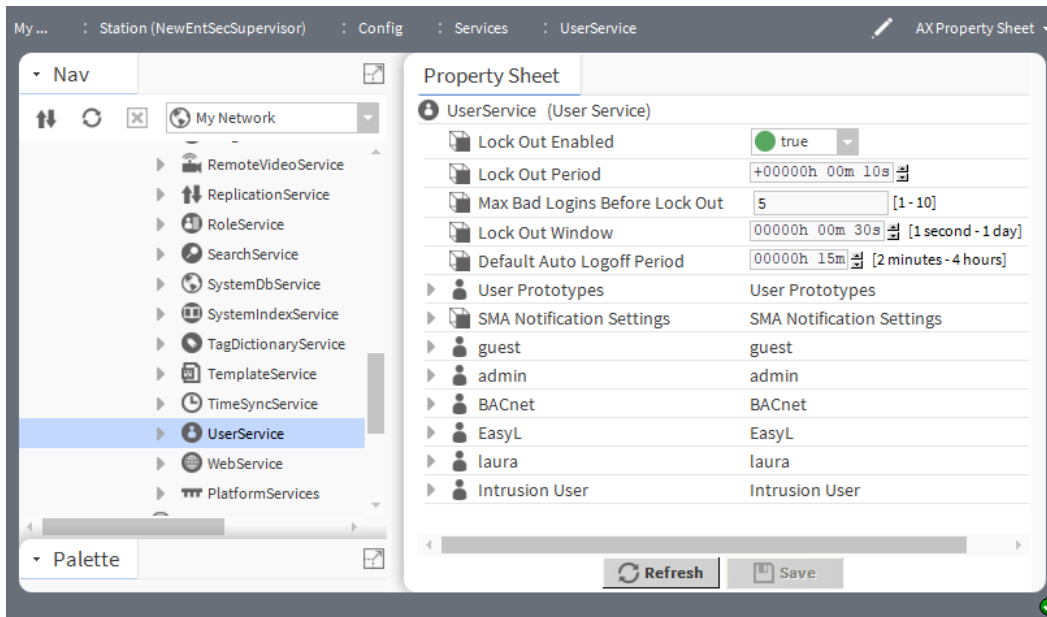 My ... : Station (NewEntSecSupervisor) : Config : Services : UserService AX Property Sheet
Nav
My Network
RemoteVideoService
ReplicationService
RoleService
SearchService
SystemDbService
SystemIndexService
TagDictionaryService
TemplateService
TimeSyncService
UserService
WebService
PlatformServices
Palette
Property Sheet
UserService (User Service)
Lock Out Enabled true
Lock Out Period +00000h 00m 10s
Max Bad Logins Before Lock Out 5 [1 - 10]
Lock Out Window 00000h 00m 30s [1 second - 1 day]
Default Auto Logoff Period 00000h 15m [2 minutes - 4 hours]
User Prototypes User Prototypes
SMA Notification Settings SMA Notification Settings
guest guest
admin admin
BACnet BACnet
EasyL EasyL
laura laura
Intrusion User Intrusion User
Refresh Save